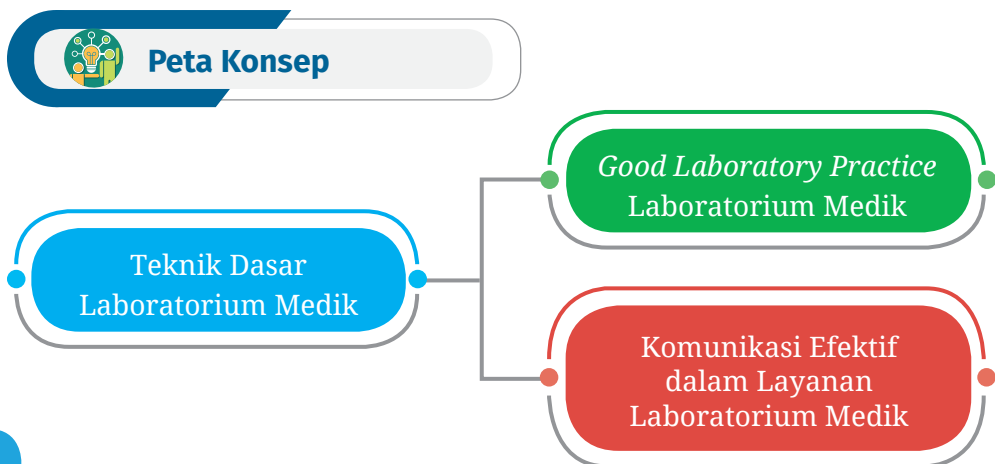 Peta Konsep
Teknik Dasar
Laboratorium Medik
Good Laboratory Practice
Laboratorium Medik
Komunikasi Efektif
dalam Layanan
Laboratorium Medik